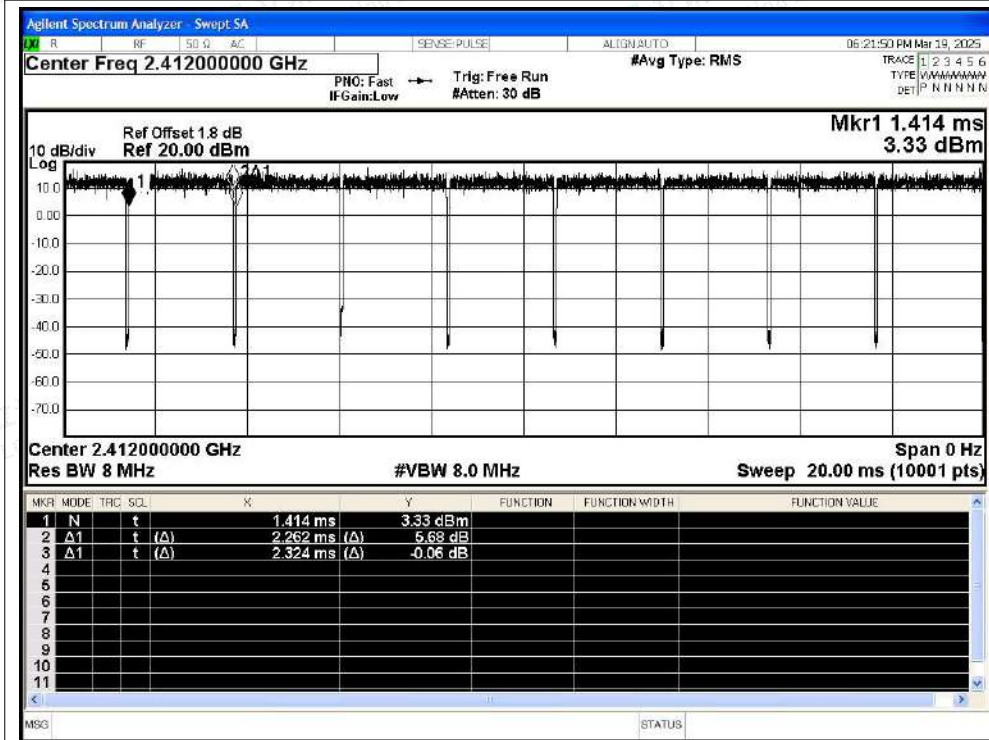 Agilent Spectrum Analyzer - Swept SA
LXI R RF 50 Ω AC SENSE:PULSE ALIGN AUTO 06:21:50 PM Mar 19, 2025
Center Freq 2.412000000 GHz
PNO: Fast
IFGain:Low
Trig: Free Run
#Atten: 30 dB
#Avg Type: RMS
TRACE 1 2 3 4 5 6
TYPE
DET P N N N N N
Mkr1 1.414 ms
3.33 dBm
Ref Offset 1.8 dB
10 dB/div Ref 20.00 dBm
Log
10.0
0.00
-10.0
-20.0
-30.0
-40.0
-50.0
-60.0
-70.0
1
3Δ1
Center 2.412000000 GHz Span 0 Hz
Res BW 8 MHz #VBW 8.0 MHz Sweep 20.00 ms (10001 pts)
MKR MODE TRC SCL X Y FUNCTION FUNCTION WIDTH FUNCTION VALUE
1 N t 1.414 ms 3.33 dBm
2 Δ1 t (Δ) 2.262 ms (Δ) 5.68 dB
3 Δ1 t (Δ) 2.324 ms (Δ) -0.06 dB
4
5
6
7
8
9
10
11
MSG STATUS